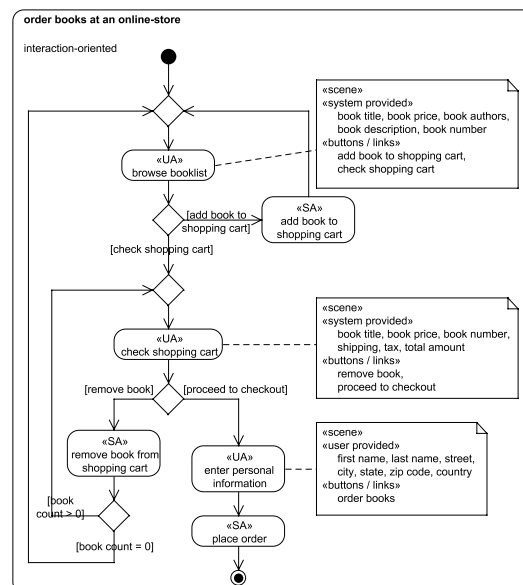 order books at an online-store
interaction-oriented
«scene»
«system provided»
book title, book price, book authors,
book description, book number
«buttons / links»
add book to shopping cart,
check shopping cart
«UA»
browse booklist
[add book to
shopping cart]
«SA»
add book to
shopping cart
[check shopping cart]
«UA»
check shopping cart
«scene»
«system provided»
book title, book price, book number,
shipping, tax, total amount
«buttons / links»
remove book,
proceed to checkout
[remove book]
[proceed to checkout]
«SA»
remove book from
shopping cart
«UA»
enter personal
information
«scene»
«user provided»
first name, last name, street,
city, state, zip code, country
«buttons / links»
order books
[book
count > 0]
[book count = 0]
«SA»
place order